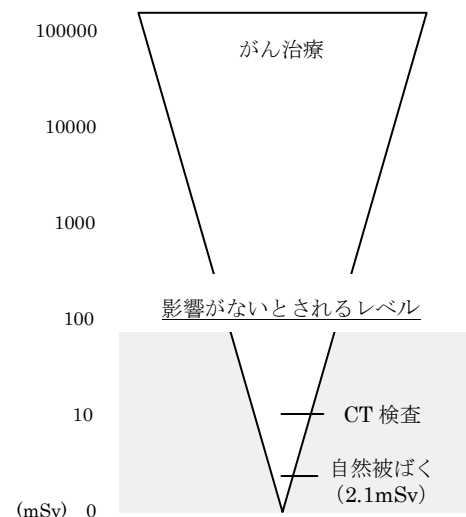 100000
がん治療
10000
1000
影響がないとされるレベル
100
10
CT 検査
自然被ばく
（2.1mSv）
(mSv) 0